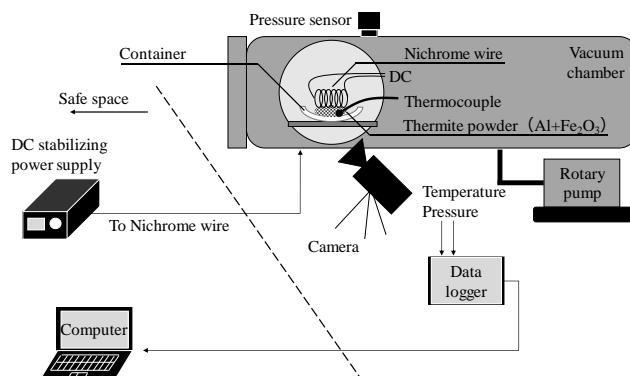 Pressure sensor
Container
Nichrome wire
Vacuum
chamber
DC
Safe space
Thermocouple
Thermite powder（Al+Fe₂O₃）
DC stabilizing
power supply
Temperature
Pressure
Rotary
pump
To Nichrome wire
Camera
Data
logger
Computer